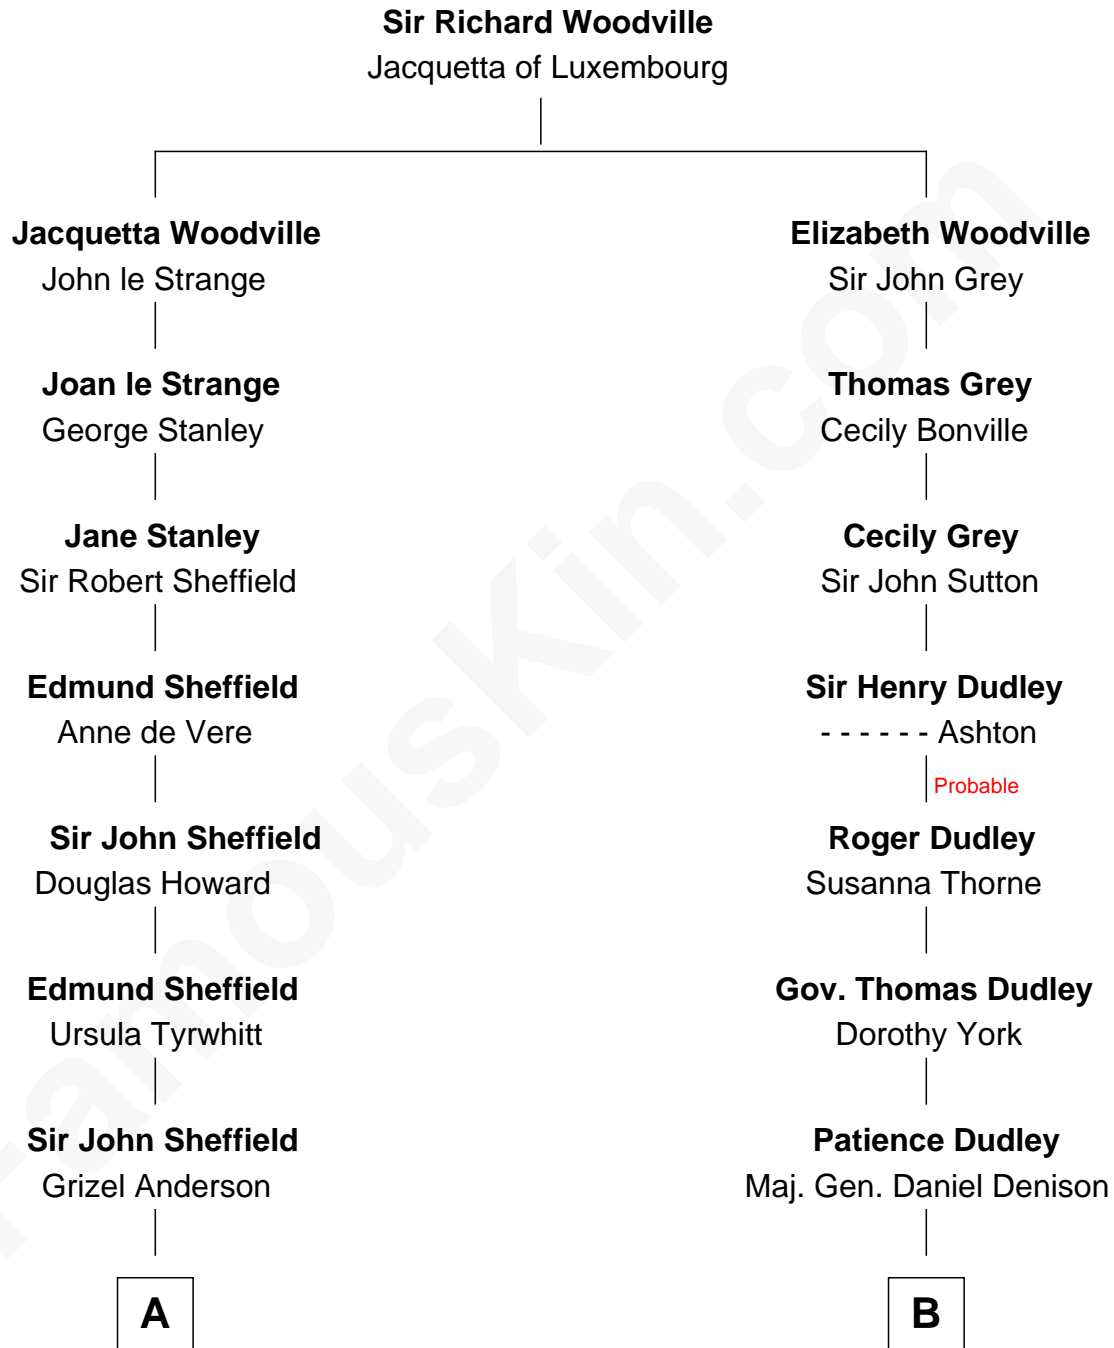 Sir Richard Woodville
Jacquetta of Luxembourg
Jacquetta Woodville
John le Strange
Elizabeth Woodville
Sir John Grey
Joan le Strange
George Stanley
Thomas Grey
Cecily Bonville
Jane Stanley
Sir Robert Sheffield
Cecily Grey
Sir John Sutton
Edmund Sheffield
Anne de Vere
Sir Henry Dudley
- - - - - - Ashton
Probable
Sir John Sheffield
Douglas Howard
Roger Dudley
Susanna Thorne
Edmund Sheffield
Ursula Tyrwhitt
Gov. Thomas Dudley
Dorothy York
Sir John Sheffield
Grizel Anderson
Patience Dudley
Maj. Gen. Daniel Denison
A
B
FamousKin.com